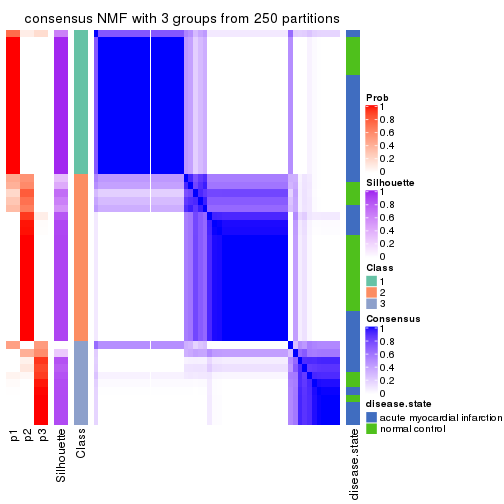 consensus NMF with 3 groups from 250 partitions
Prob
1
0.8
0.6
0.4
0.2
0
Silhouette
1
0.8
0.6
0.4
0.2
0
Class
1
2
3
Consensus
1
0.8
0.6
0.4
0.2
0
disease.state
acute myocardial infarction
normal control
p1
p2
p3
Silhouette
Class
disease.state